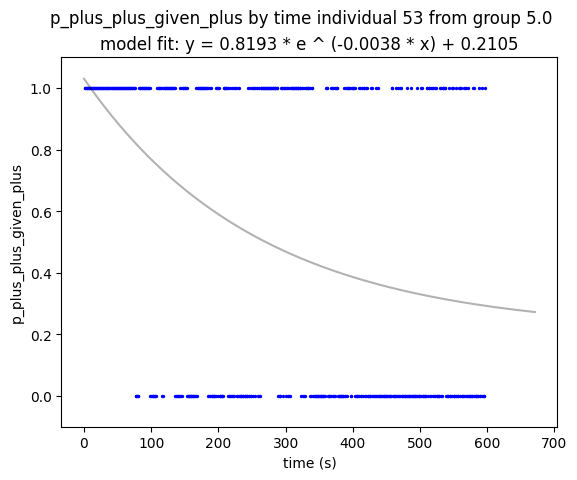 p_plus_plus_given_plus by time individual 53 from group 5.0
model fit: y = 0.8193 * e ^ (-0.0038 * x) + 0.2105
1.0
0.8
0.6
0.4
0.2
0.0
p_plus_plus_given_plus
0 100 200 300 400 500 600 700
time (s)